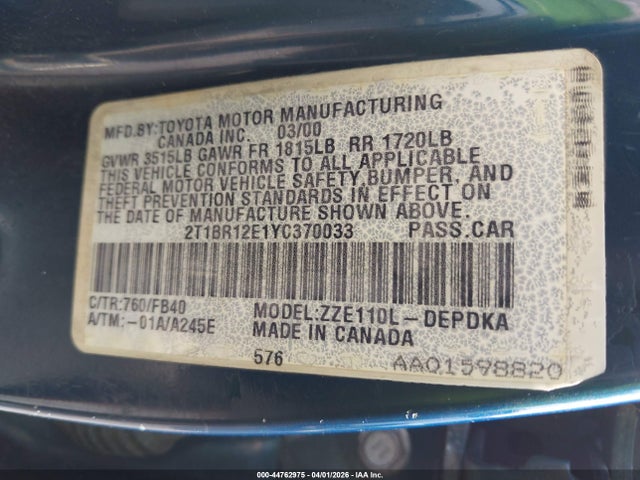 MFD.BY:TOYOTA MOTOR MANUFACTURING
CANADA INC. 03/00
GVWR 3515LB GAWR FR 1815LB RR 1720LB
THIS VEHICLE CONFORMS TO ALL APPLICABLE
FEDERAL MOTOR VEHICLE SAFETY, BUMPER, AND
THEFT PREVENTION STANDARDS IN EFFECT ON
THE DATE OF MANUFACTURE SHOWN ABOVE.
2T1BR12E1YC370033 PASS.CAR
C/TR:760/FB40 MODEL:ZZE110L-DEPDKA
A/TM:-01A/A245E MADE IN CANADA
576 AA01598820
000-44762975 - 04/01/2026 - IAA Inc.